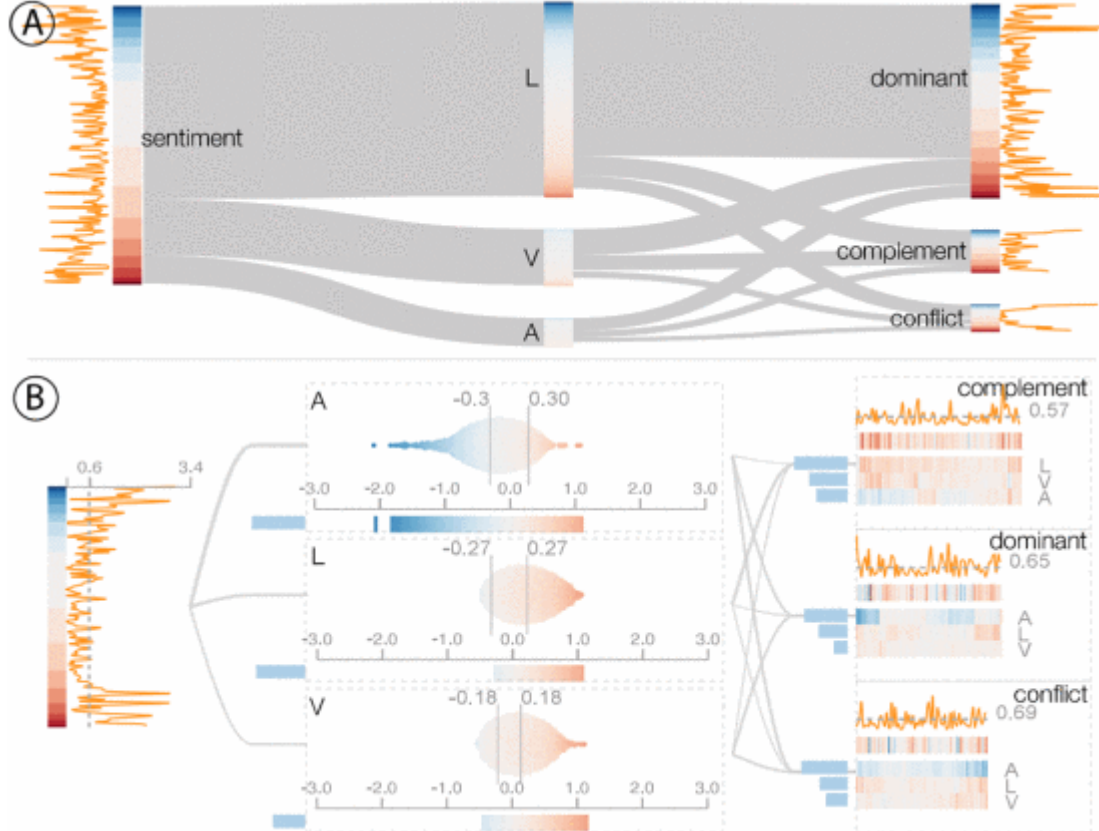 A
sentiment
L
V
A
dominant
complement
conflict
B
0.6
3.4
A
-0.3
0.30
-3.0 -2.0 -1.0 0.0 1.0 2.0 3.0
L
-0.27
0.27
-3.0 -2.0 -1.0 0.0 1.0 2.0 3.0
V
-0.18
0.18
-3.0 -2.0 -1.0 0.0 1.0 2.0 3.0
complement
0.57
L
V
A
dominant
0.65
A
L
V
conflict
0.69
A
L
V